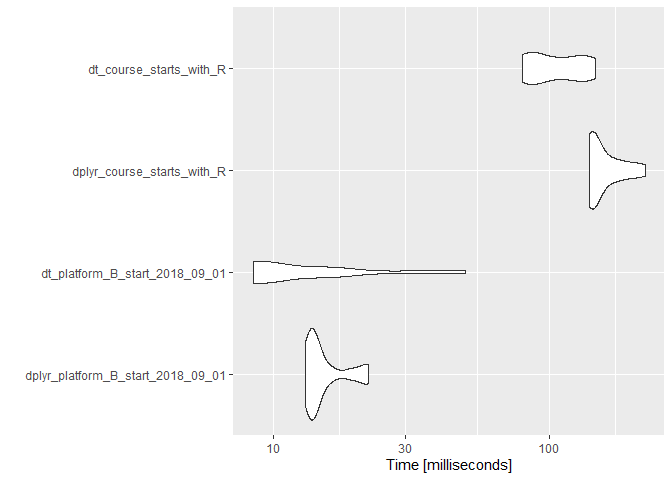 dt_course_starts_with_R
dplyr_course_starts_with_R
dt_platform_B_start_2018_09_01
dplyr_platform_B_start_2018_09_01
10 30 100
Time [milliseconds]